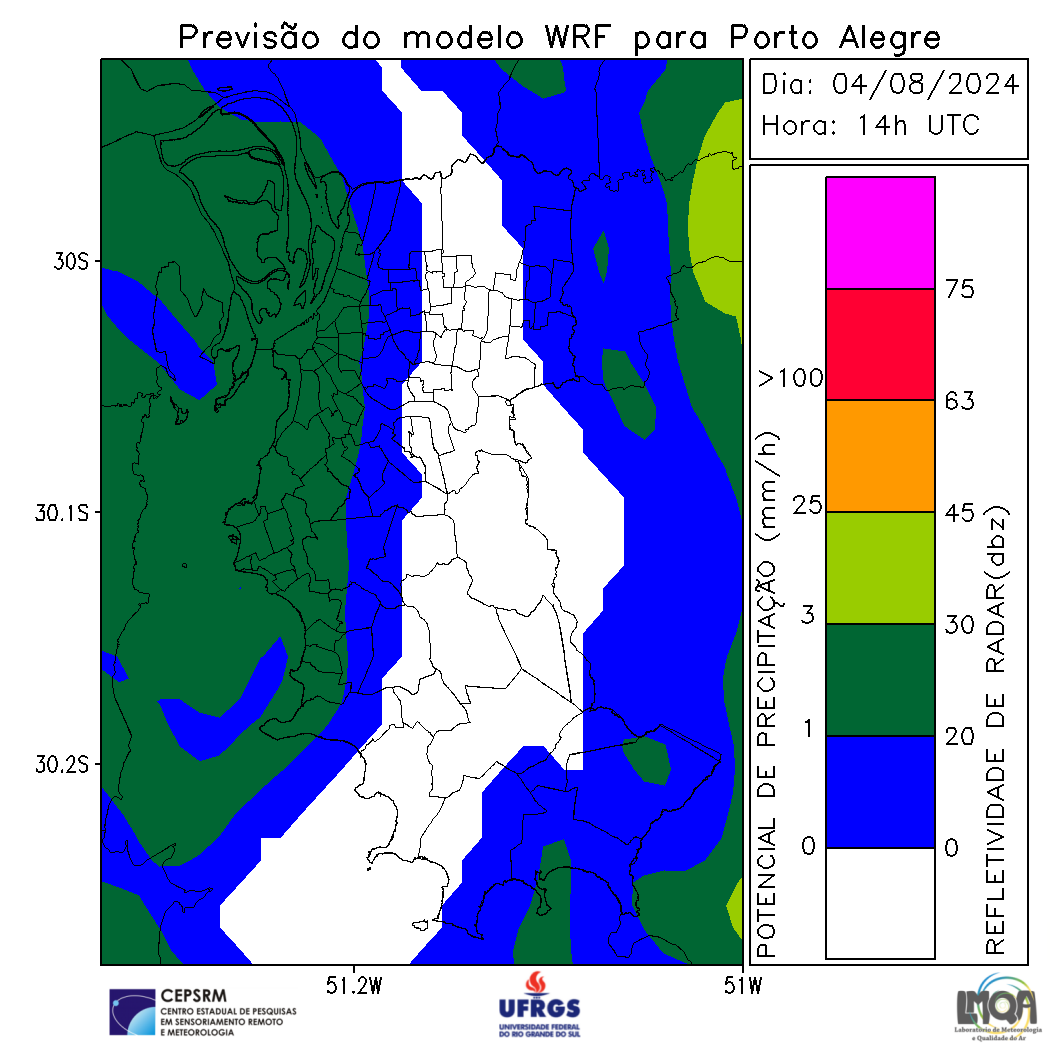 Previsão do modelo WRF para Porto Alegre
Dia: 04/08/2024
Hora: 14h UTC
30S
30.1S
30.2S
51.2W
51W
POTENCIAL DE PRECIPITAÇÃO (mm/h)
>100
25
3
1
0
75
63
45
30
20
0
REFLETIVIDADE DE RADAR(dbz)
CEPSRM
CENTRO ESTADUAL DE PESQUISAS
EM SENSORIAMENTO REMOTO
E METEOROLOGIA
UFRGS
UNIVERSIDADE FEDERAL
DO RIO GRANDE DO SUL
LMQA
Laboratório de Meteorologia
e Qualidade do Ar